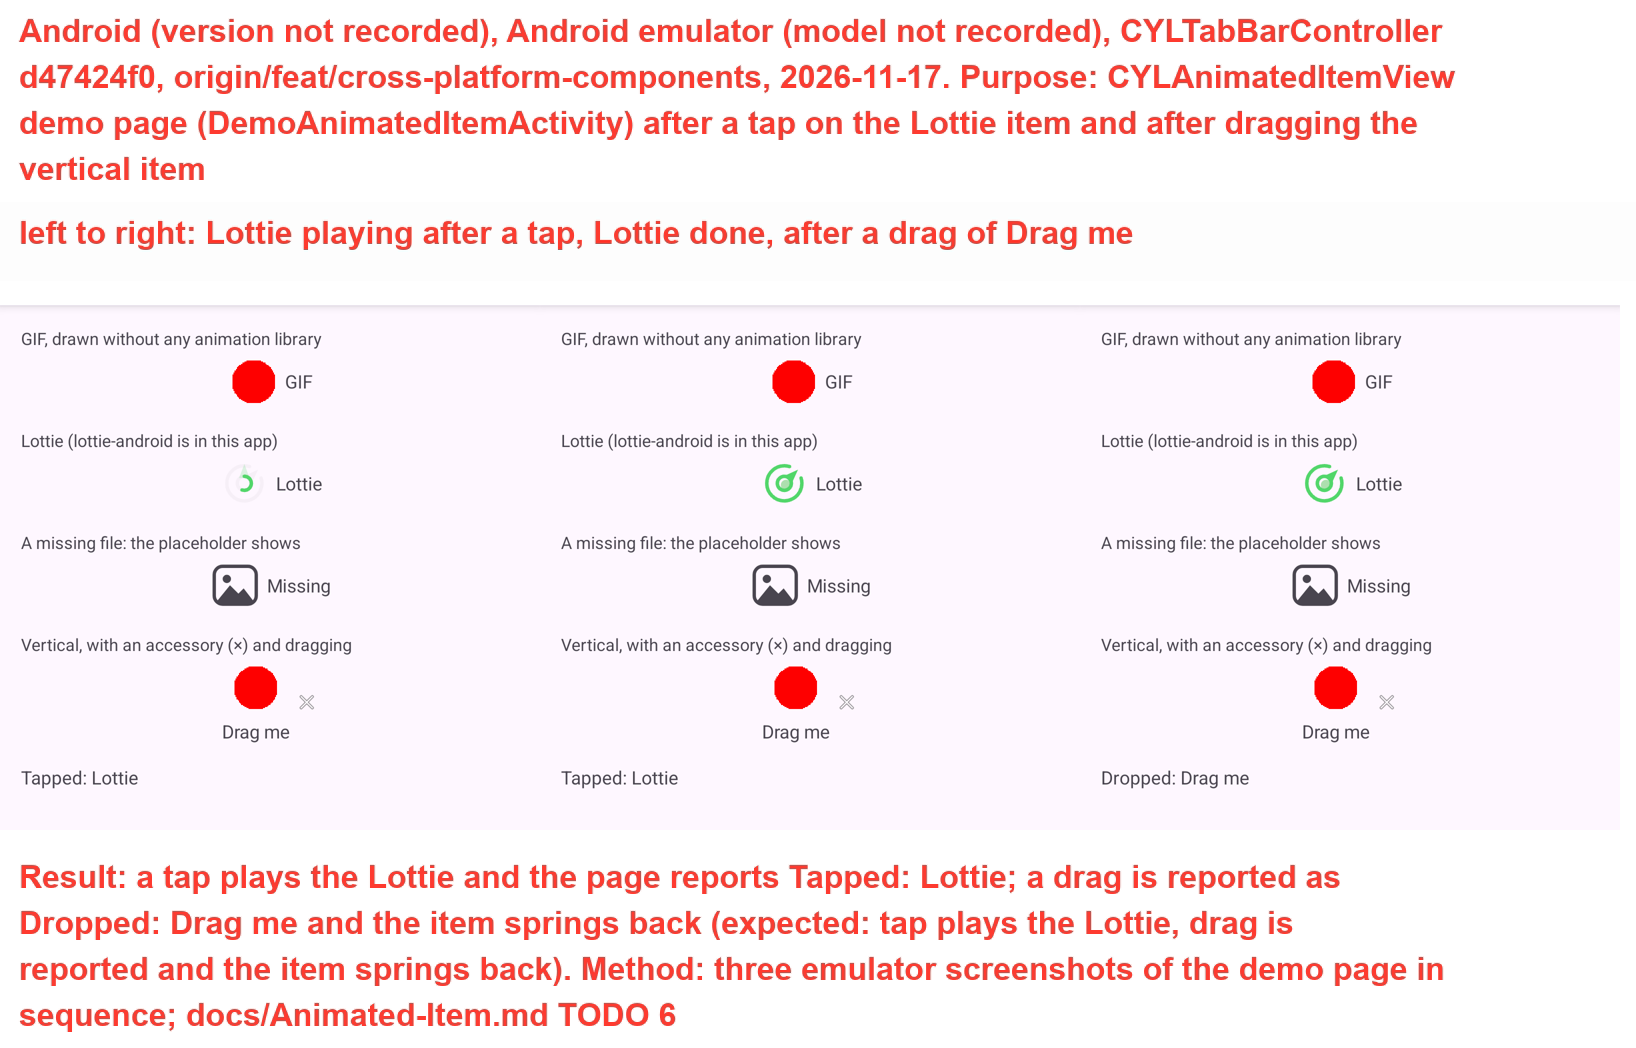 Android (version not recorded), Android emulator (model not recorded), CYLTabBarController
d47424f0, origin/feat/cross-platform-components, 2026-11-17. Purpose: CYLAnimatedItemView
demo page (DemoAnimatedItemActivity) after a tap on the Lottie item and after dragging the
vertical item
left to right: Lottie playing after a tap, Lottie done, after a drag of Drag me
GIF, drawn without any animation library
GIF
Lottie (lottie-android is in this app)
Lottie
A missing file: the placeholder shows
Missing
Vertical, with an accessory (×) and dragging
Drag me
Tapped: Lottie
GIF, drawn without any animation library
GIF
Lottie (lottie-android is in this app)
Lottie
A missing file: the placeholder shows
Missing
Vertical, with an accessory (×) and dragging
Drag me
Tapped: Lottie
GIF, drawn without any animation library
GIF
Lottie (lottie-android is in this app)
Lottie
A missing file: the placeholder shows
Missing
Vertical, with an accessory (×) and dragging
Drag me
Dropped: Drag me
Result: a tap plays the Lottie and the page reports Tapped: Lottie; a drag is reported as
Dropped: Drag me and the item springs back (expected: tap plays the Lottie, drag is
reported and the item springs back). Method: three emulator screenshots of the demo page in
sequence; docs/Animated-Item.md TODO 6